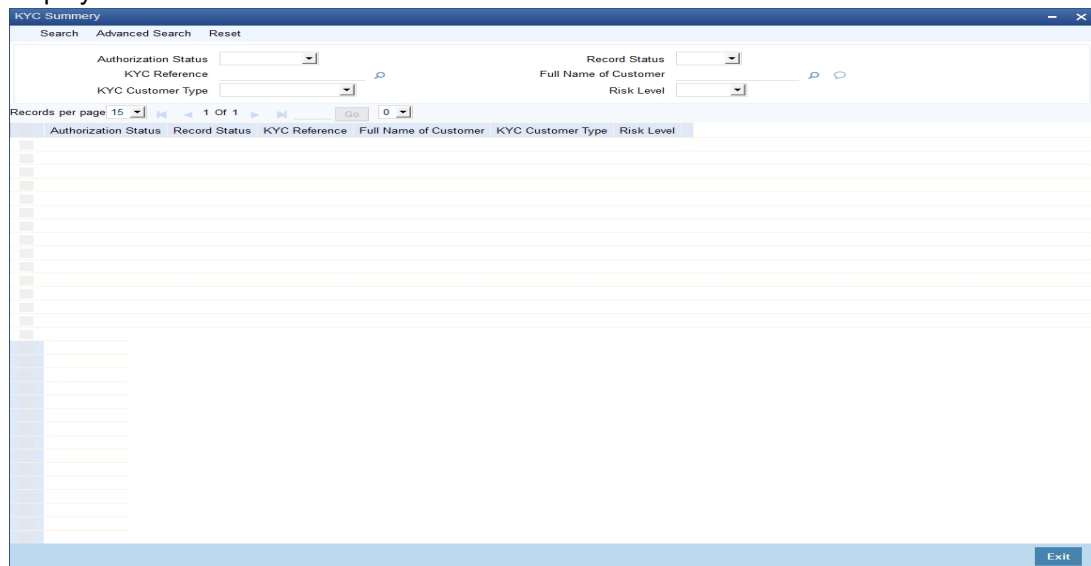 KYC Summery
Search Advanced Search Reset
Authorization Status Record Status
KYC Reference Full Name of Customer
KYC Customer Type Risk Level
Records per page 15 1 Of 1 Go 0
Authorization Status Record Status KYC Reference Full Name of Customer KYC Customer Type Risk Level
Exit